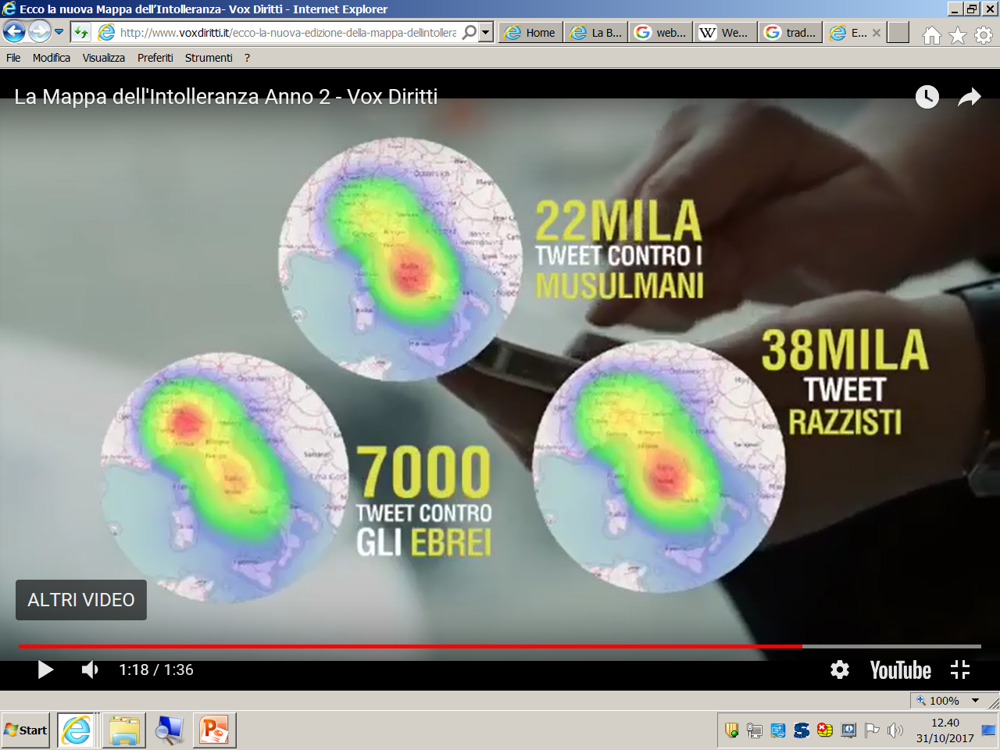 Ecco la nuova Mappa dell'Intolleranza- Vox Diritti - Internet Explorer
http://www.voxdiritti.it/ecco-la-nuova-edizione-della-mappa-dellintollera
Home
La B...
web...
We...
trad...
E...
File Modifica Visualizza Preferiti Strumenti ?
La Mappa dell'Intolleranza Anno 2 - Vox Diritti
22MILA
TWEET CONTRO I
MUSULMANI
38MILA
TWEET
RAZZISTI
7000
TWEET CONTRO
GLI EBREI
ALTRI VIDEO
1:18 / 1:36
YouTube
100%
Start
12.40
31/10/2017